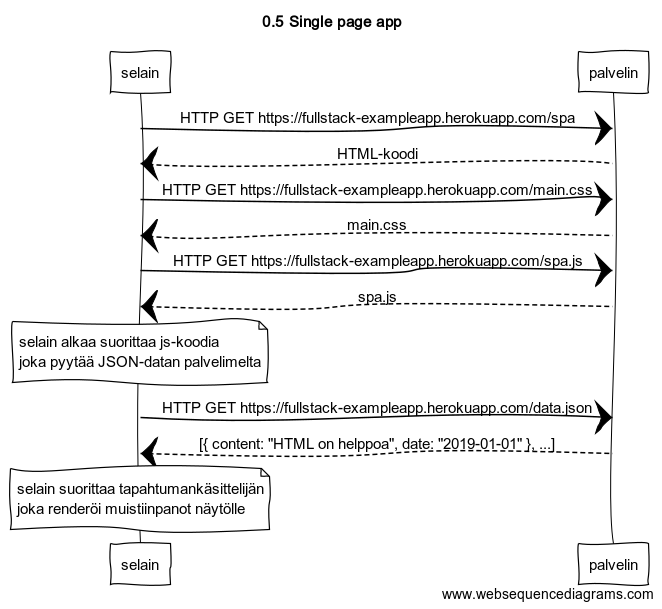 0.5 Single page app
selain
palvelin
HTTP GET https://fullstack-exampleapp.herokuapp.com/spa
HTML-koodi
HTTP GET https://fullstack-exampleapp.herokuapp.com/main.css
main.css
HTTP GET https://fullstack-exampleapp.herokuapp.com/spa.js
spa.js
selain alkaa suorittaa js-koodia
joka pyytää JSON-datan palvelimelta
HTTP GET https://fullstack-exampleapp.herokuapp.com/data.json
[{ content: "HTML on helppoa", date: "2019-01-01" }, ...]
selain suorittaa tapahtumankäsittelijän
joka renderöi muistiinpanot näytölle
selain
palvelin
www.websequencediagrams.com